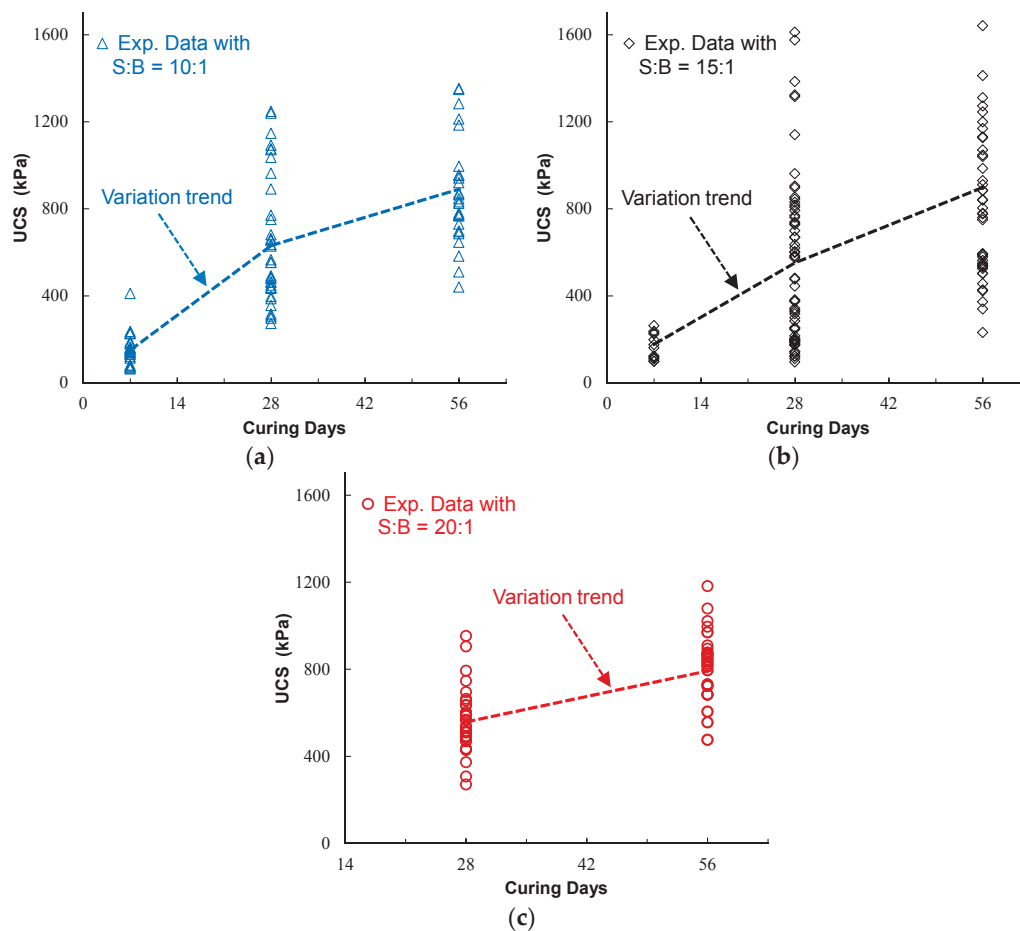 1600
1200
800
400
0
UCS (kPa)
△ Exp. Data with
S:B = 10:1
Variation trend
0 14 28 42 56
Curing Days
(a)
1600
1200
800
400
0
UCS (kPa)
◇ Exp. Data with
S:B = 15:1
Variation trend
0 14 28 42 56
Curing Days
(b)
1600
1200
800
400
0
UCS (kPa)
○ Exp. Data with
S:B = 20:1
Variation trend
14 28 42 56
Curing Days
(c)